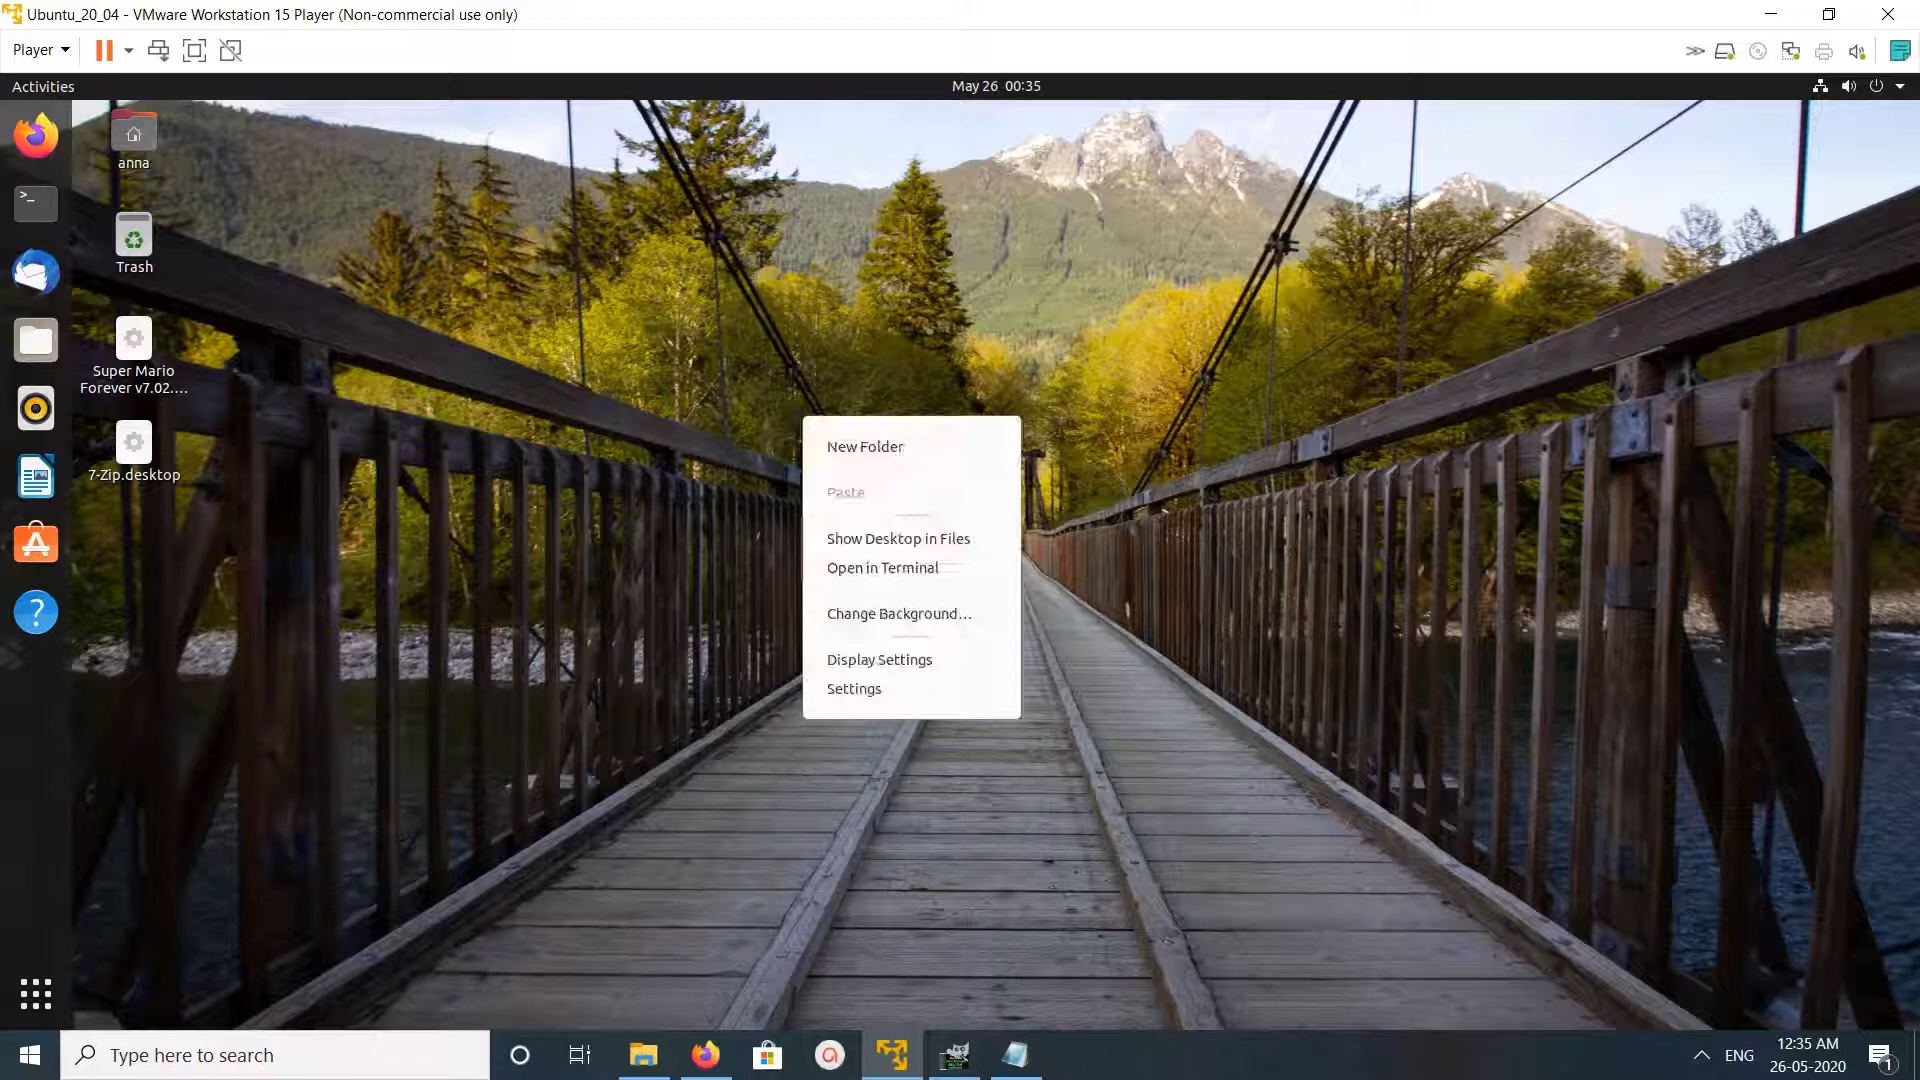 Ubuntu_20_04 - VMware Workstation 15 Player (Non-commercial use only)
Player
Activities
May 26 00:35
anna
Trash
Super Mario
Forever v7.02....
7-Zip.desktop
New Folder
Paste
Show Desktop in Files
Open in Terminal
Change Background...
Display Settings
Settings
Type here to search
ENG
12:35 AM
26-05-2020
1